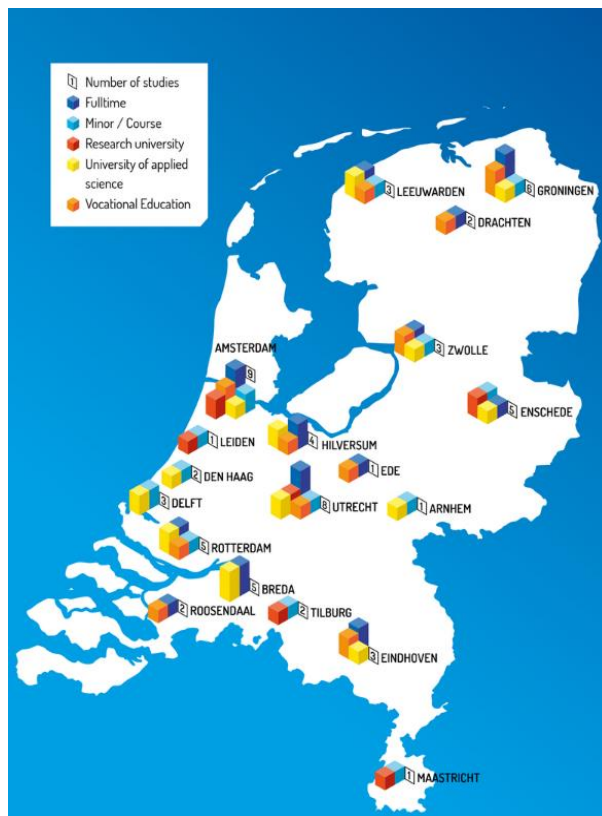 1 Number of studies
Fulltime
Minor / Course
Research university
University of applied
science
Vocational Education
3 LEEUWARDEN
6 GRONINGEN
2 DRACHTEN
3 ZWOLLE
AMSTERDAM
9
5 ENSCHEDE
1 LEIDEN
4 HILVERSUM
2 DEN HAAG
1 EDE
3 DELFT
8 UTRECHT
1 ARNHEM
5 ROTTERDAM
5 BREDA
2 ROOSENDAAL
2 TILBURG
3 EINDHOVEN
1 MAASTRICHT